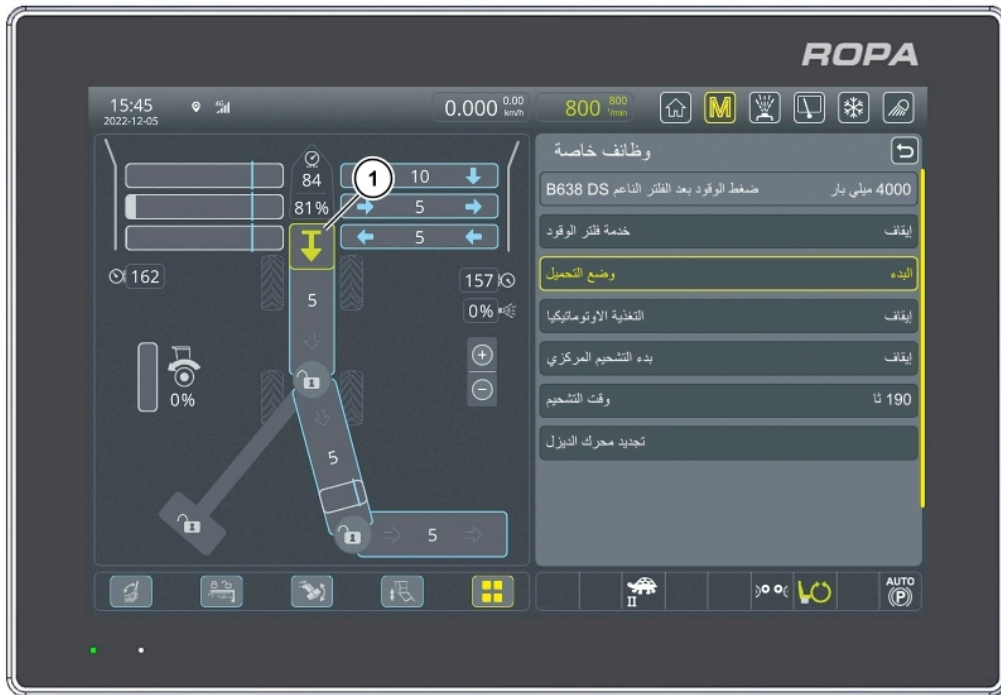 ROPA
15:45
2022-12-05
4G
0.000 0.00 km/h
800 800 '/min
M
84
1
10
81%
5
5
162
157
5
0%
0%
5
5
وظائف خاصة
ضغط الوقود بعد الفلتر الناعم B638 DS
4000 ميلي بار
خدمة فلتر الوقود
إيقاف
وضع التحميل
البدء
التغذية الاوتوماتيكيا
إيقاف
بدء التشحيم المركزي
إيقاف
وقت التشحيم
190 ثا
تجديد محرك الديزل
II
AUTO
P